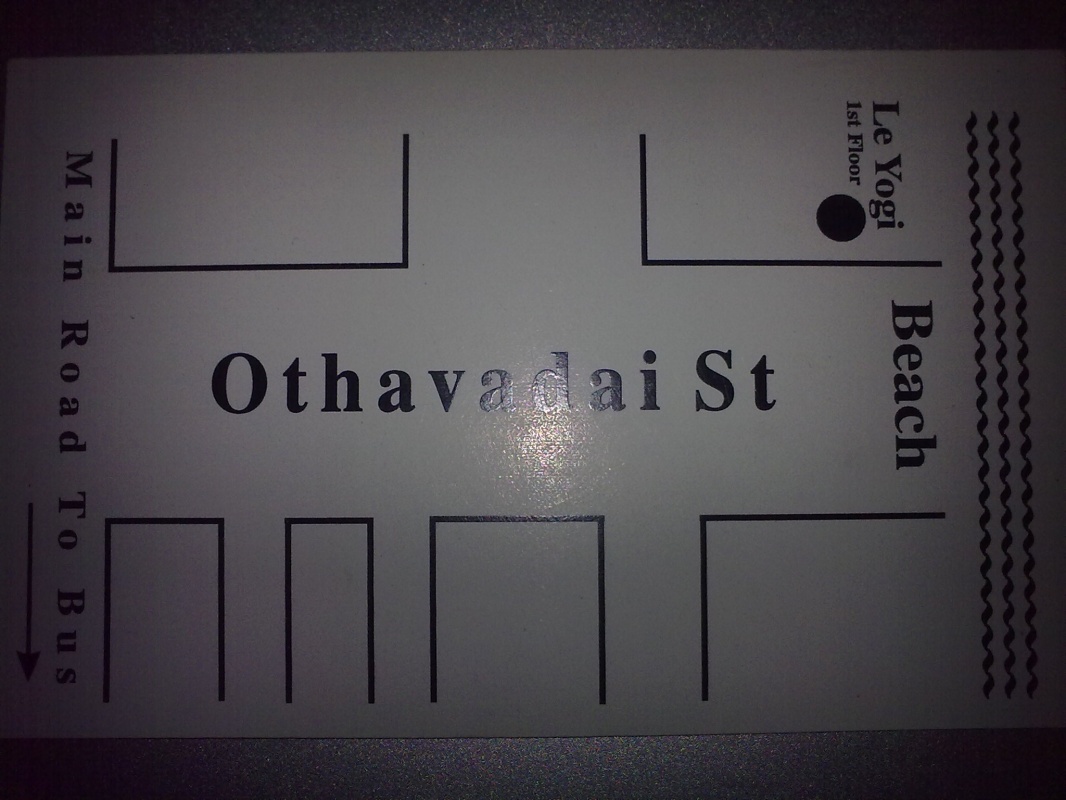 Le Yogi
1st Floor
Beach
Othavadai St
Main Road To Bus